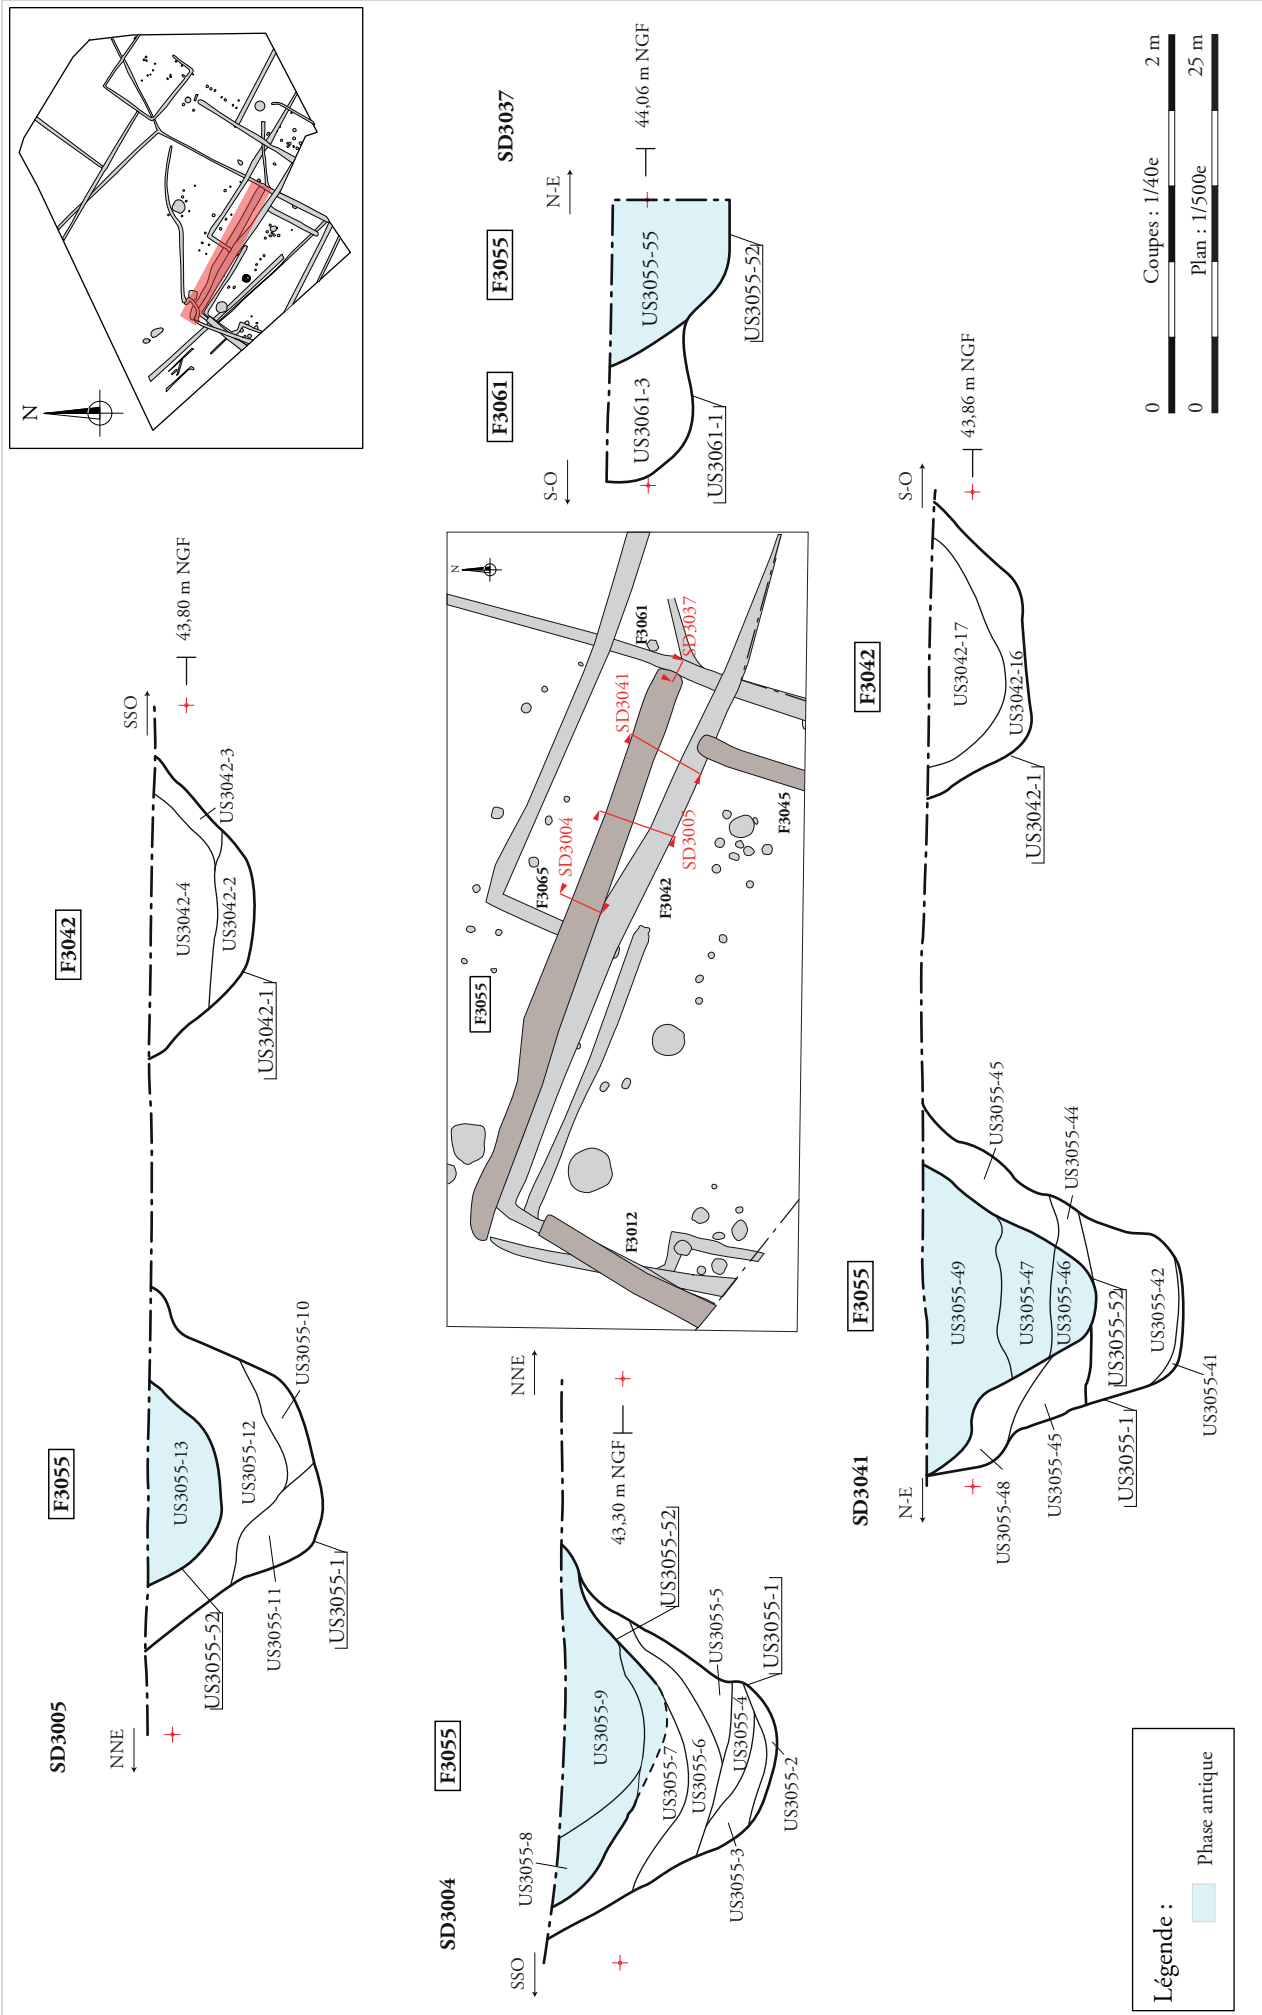 SD3005
NNE
F3055
US3055-13
US3055-12
US3055-10
US3055-11
US3055-52
US3055-1
F3042
US3042-4
US3042-2
US3042-3
US3042-1
SSO
43,80 m NGF
N
SD3004
SSO
F3055
US3055-8
US3055-9
US3055-7
US3055-6
US3055-5
US3055-4
US3055-3
US3055-2
US3055-52
US3055-1
NNE
43,30 m NGF
N
F3055
F3065
F3061
F3042
F3012
F3045
SD3004
SD3005
SD3041
SD3037
SD3037
S-O
N-E
F3061
F3055
US3061-3
US3055-55
US3061-1
US3055-52
44,06 m NGF
SD3041
N-E
F3055
US3055-49
US3055-47
US3055-46
US3055-48
US3055-45
US3055-45
US3055-44
US3055-42
US3055-41
US3055-52
US3055-1
F3042
US3042-17
US3042-16
US3042-1
S-O
43,86 m NGF
Légende :
Phase antique
0 Coupes : 1/40e 2 m
0 Plan : 1/500e 25 m